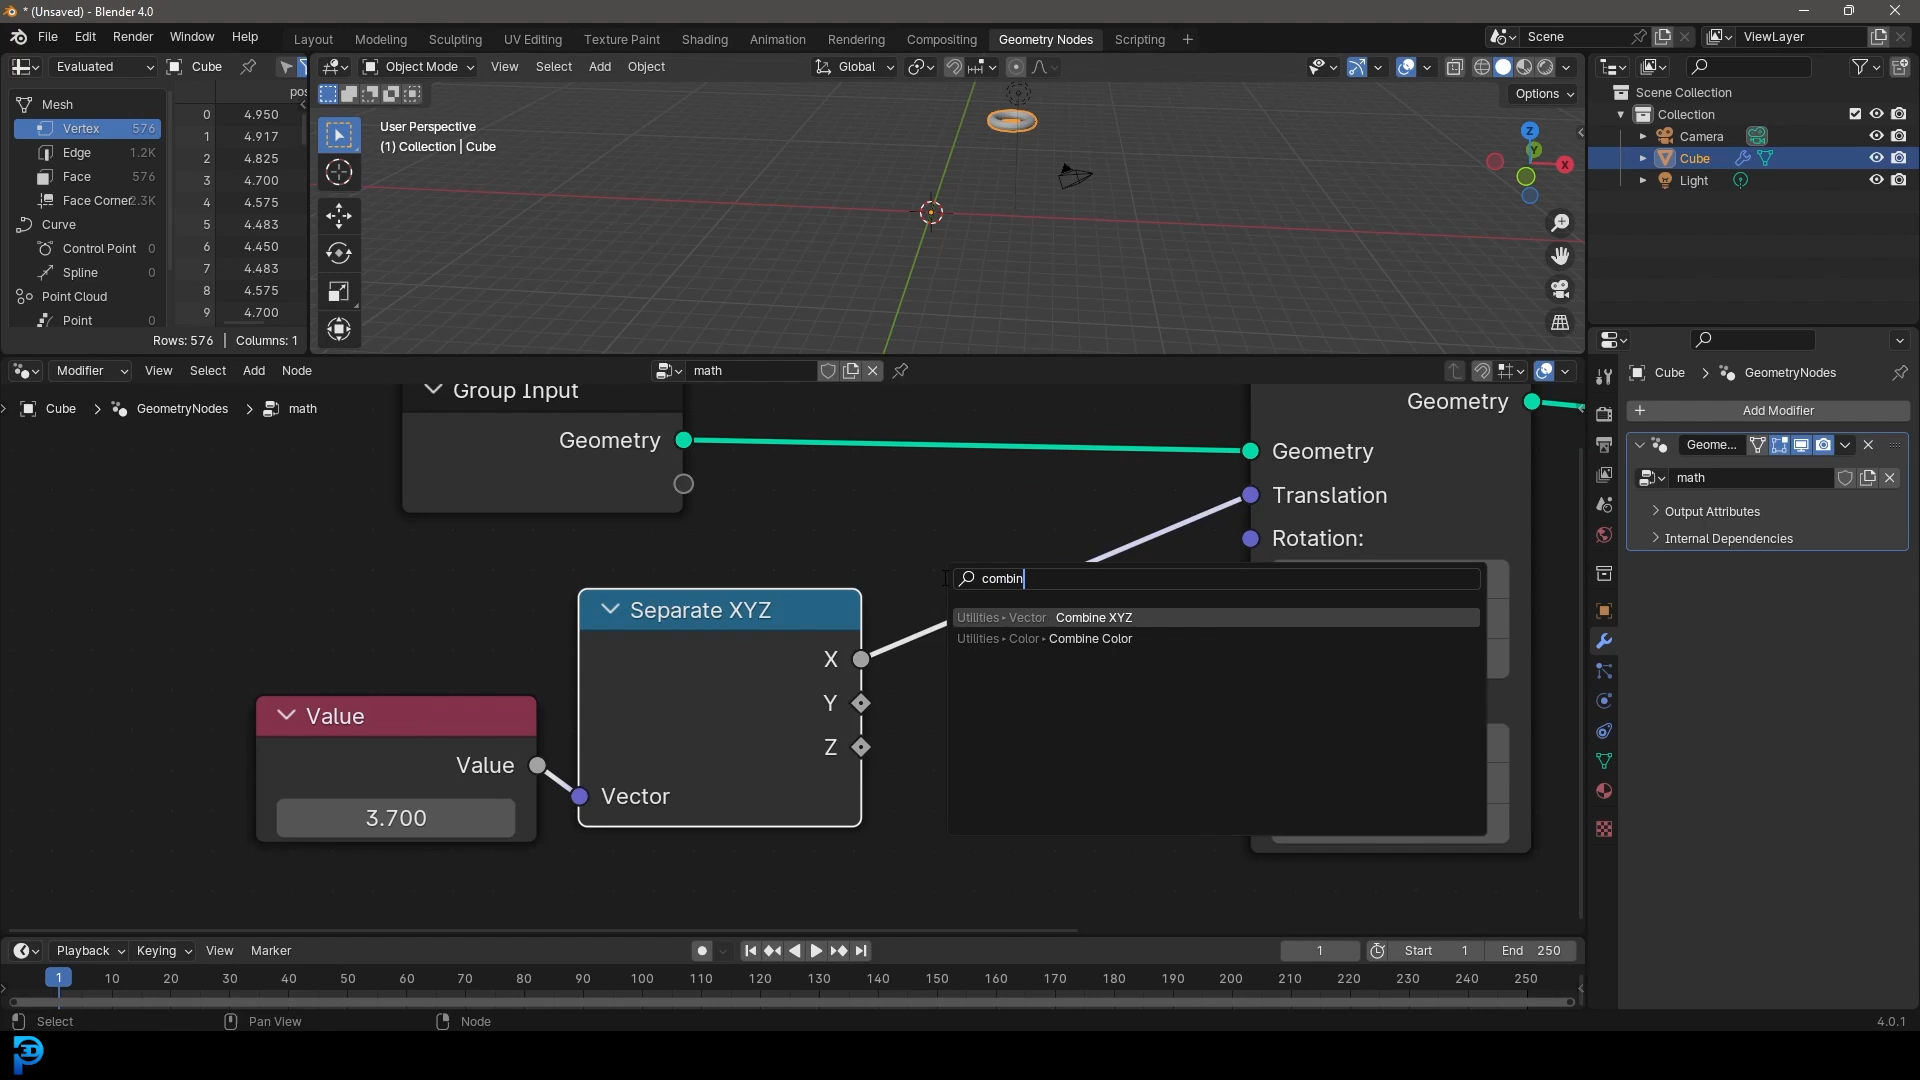 * (Unsaved) - Blender 4.0
File Edit Render Window Help
Layout Modeling Sculpting UV Editing Texture Paint Shading Animation Rendering Compositing Geometry Nodes Scripting +
Scene
ViewLayer
Evaluated Cube
Object Mode View Select Add Object
Global
Options
pos
Mesh
Vertex 576
Edge 1.2K
Face 576
Face Corner 2.3K
Curve
Control Point 0
Spline 0
Point Cloud
Point 0
0 4.950
1 4.917
2 4.825
3 4.700
4 4.575
5 4.483
6 4.450
7 4.483
8 4.575
9 4.700
Rows: 576 | Columns: 1
User Perspective
(1) Collection | Cube
Z
Y
X
Scene Collection
Collection
Camera
Cube
Light
Modifier View Select Add Node
math
Cube > GeometryNodes > math
Group Input
Geometry
Geometry
Geometry
Translation
Rotation:
combin
Utilities ▸ Vector Combine XYZ
Utilities ▸ Color ▸ Combine Color
Separate XYZ
X
Y
Z
Vector
Value
Value
3.700
Cube > GeometryNodes
+ Add Modifier
Geome...
math
Output Attributes
Internal Dependencies
Playback Keying View Marker
1
Start 1
End 250
1 10 20 30 40 50 60 70 80 90 100 110 120 130 140 150 160 170 180 190 200 210 220 230 240 250
Select Pan View Node
4.0.1
P3D